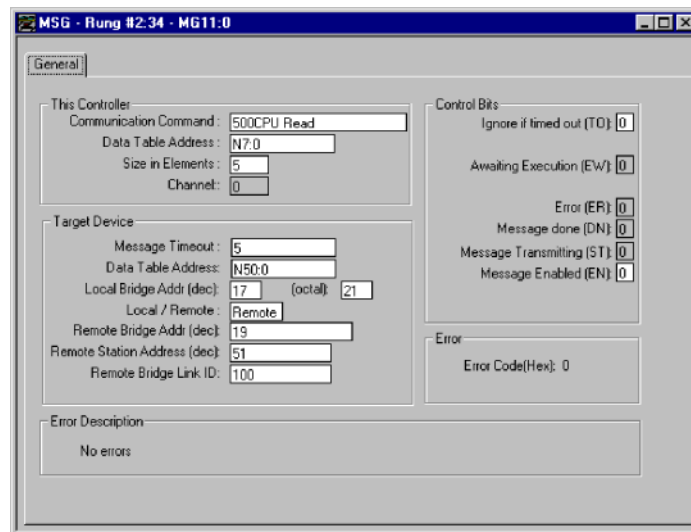 MSG - Rung #2:34 - MG11:0
General
This Controller
Communication Command : 500CPU Read
Data Table Address : N7:0
Size in Elements : 5
Channel: 0
Target Device
Message Timeout : 5
Data Table Address: N50:0
Local Bridge Addr (dec): 17 (octal): 21
Local / Remote : Remote
Remote Bridge Addr (dec): 19
Remote Station Address (dec): 51
Remote Bridge Link ID: 100
Control Bits
Ignore if timed out (TO): 0
Awaiting Execution (EW): 0
Error (ER): 0
Message done (DN): 0
Message Transmitting (ST): 0
Message Enabled (EN): 0
Error
Error Code(Hex): 0
Error Description
No errors